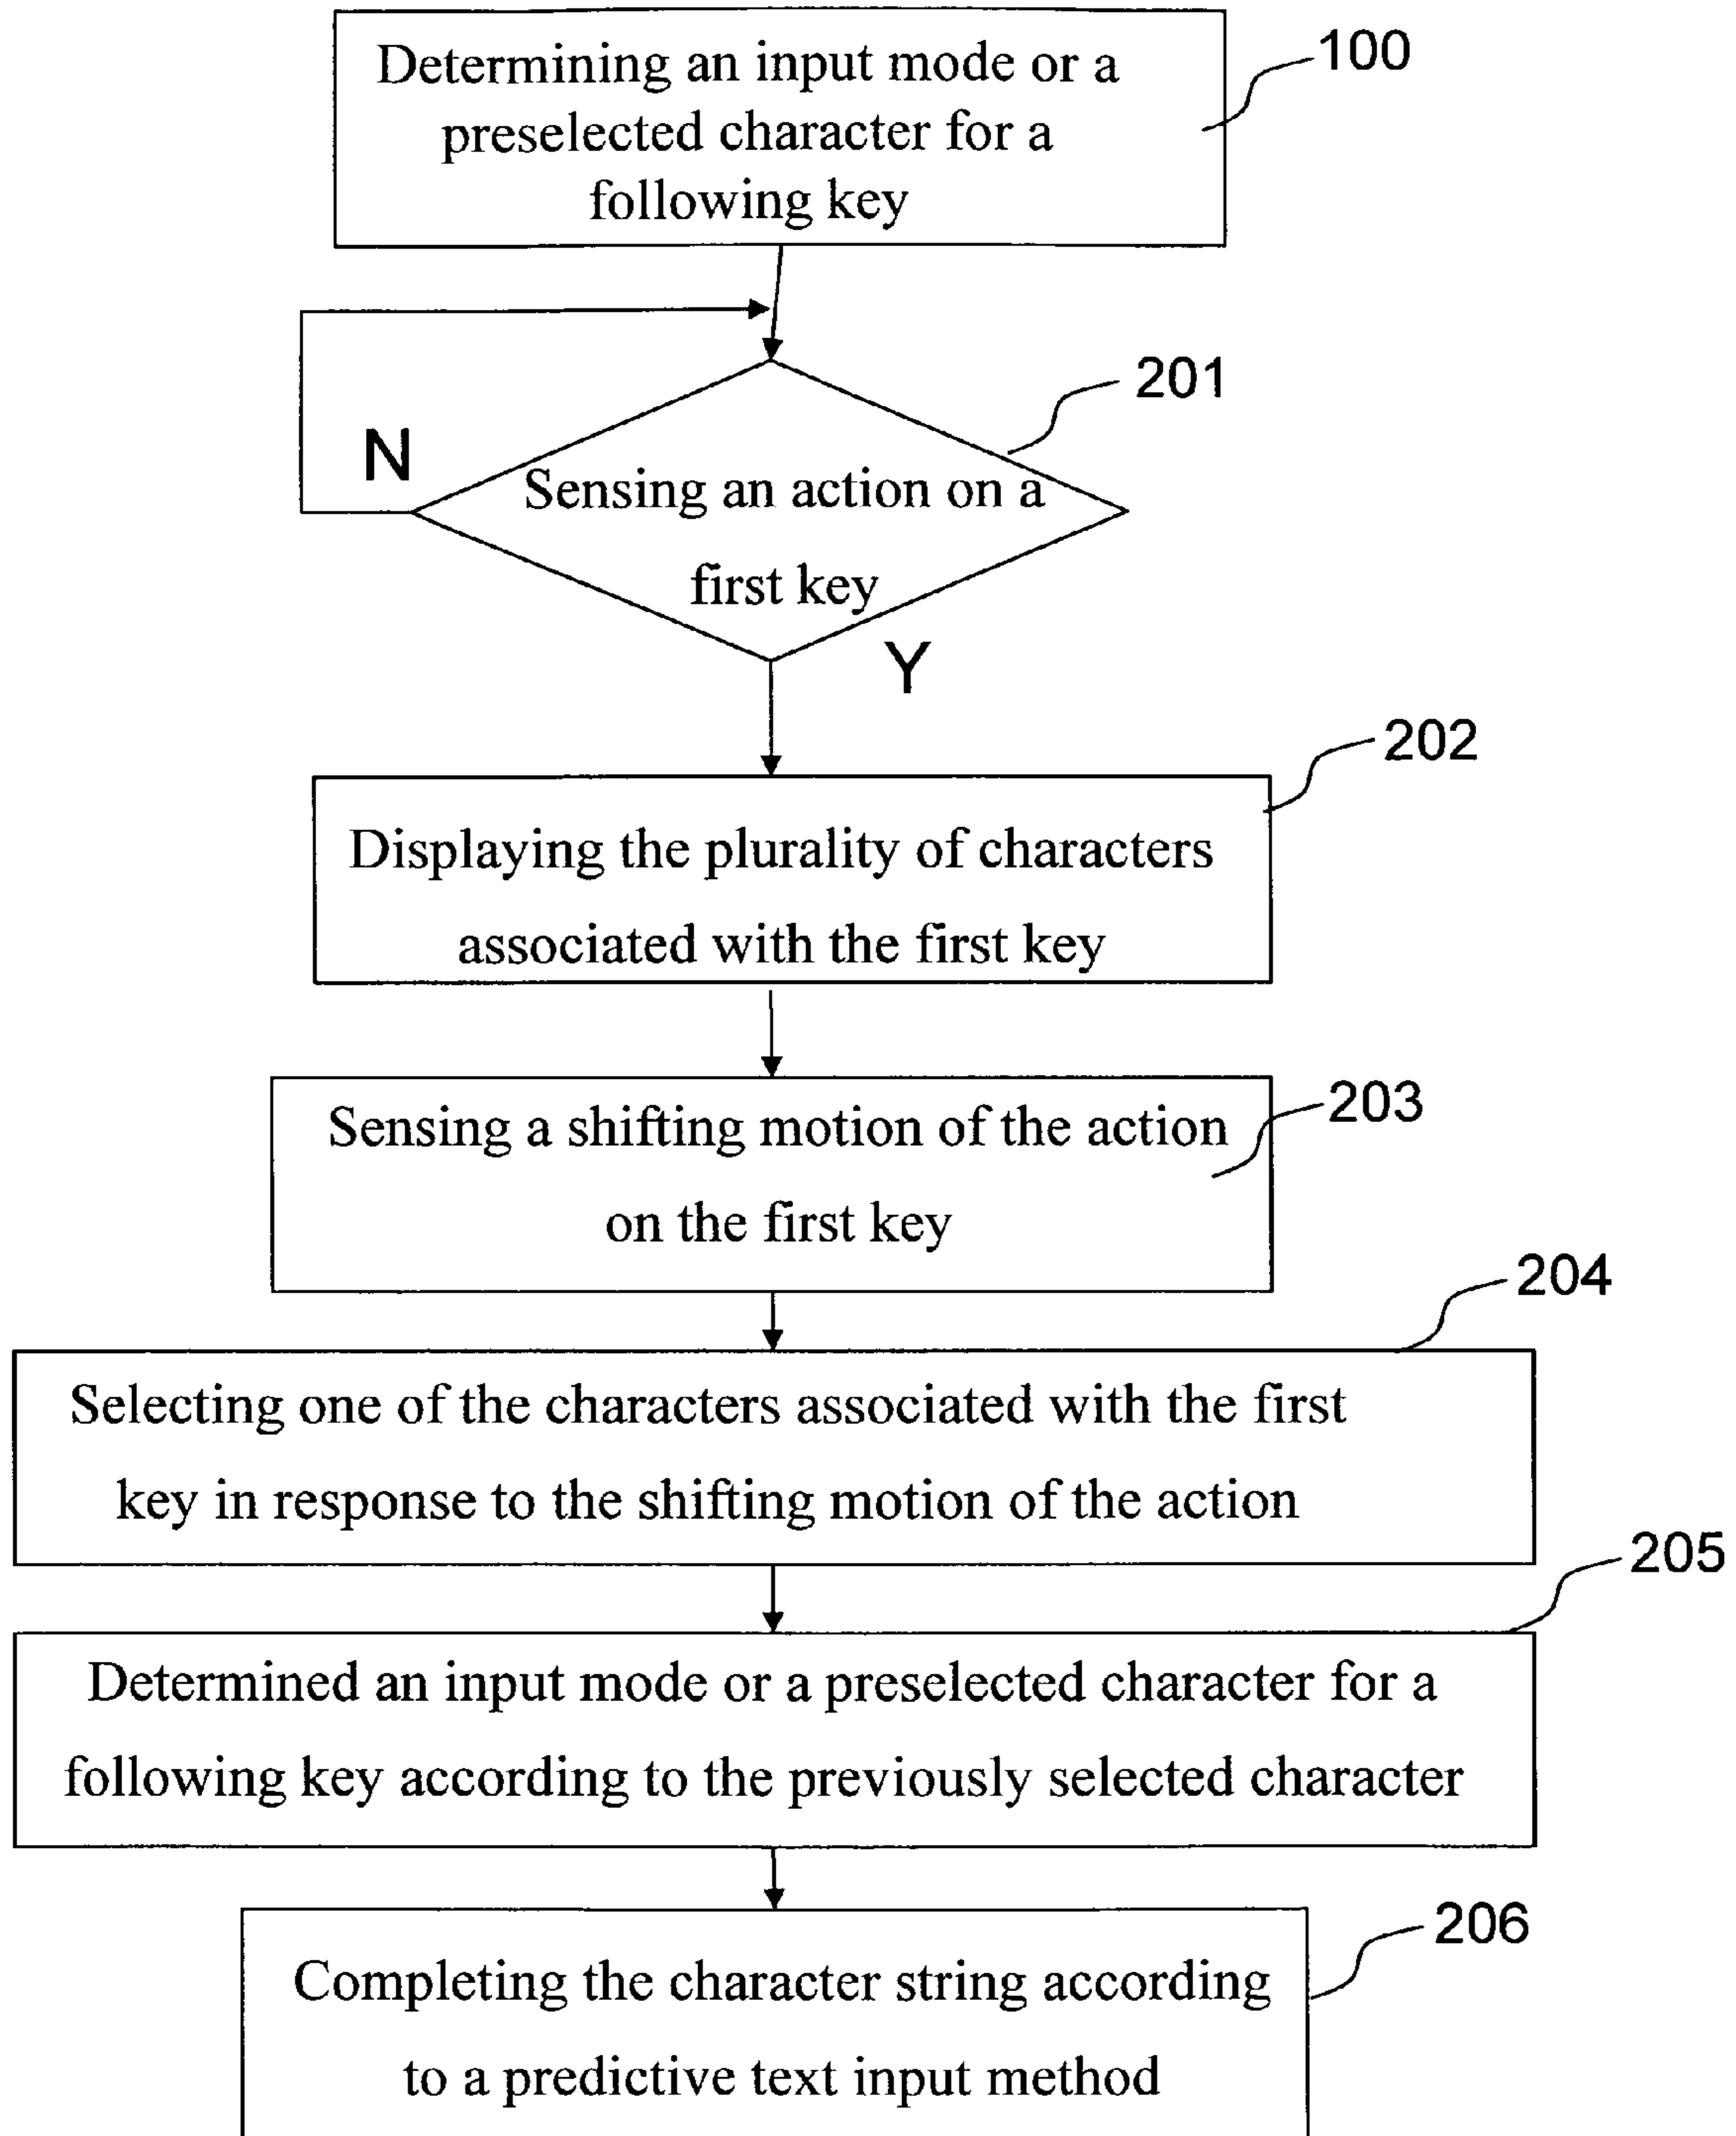 Determining an input mode or a
preselected character for a
following key
100
201
N
Sensing an action on a
first key
Y
202
Displaying the plurality of characters
associated with the first key
203
Sensing a shifting motion of the action
on the first key
204
Selecting one of the characters associated with the first
key in response to the shifting motion of the action
205
Determined an input mode or a preselected character for a
following key according to the previously selected character
206
Completing the character string according
to a predictive text input method